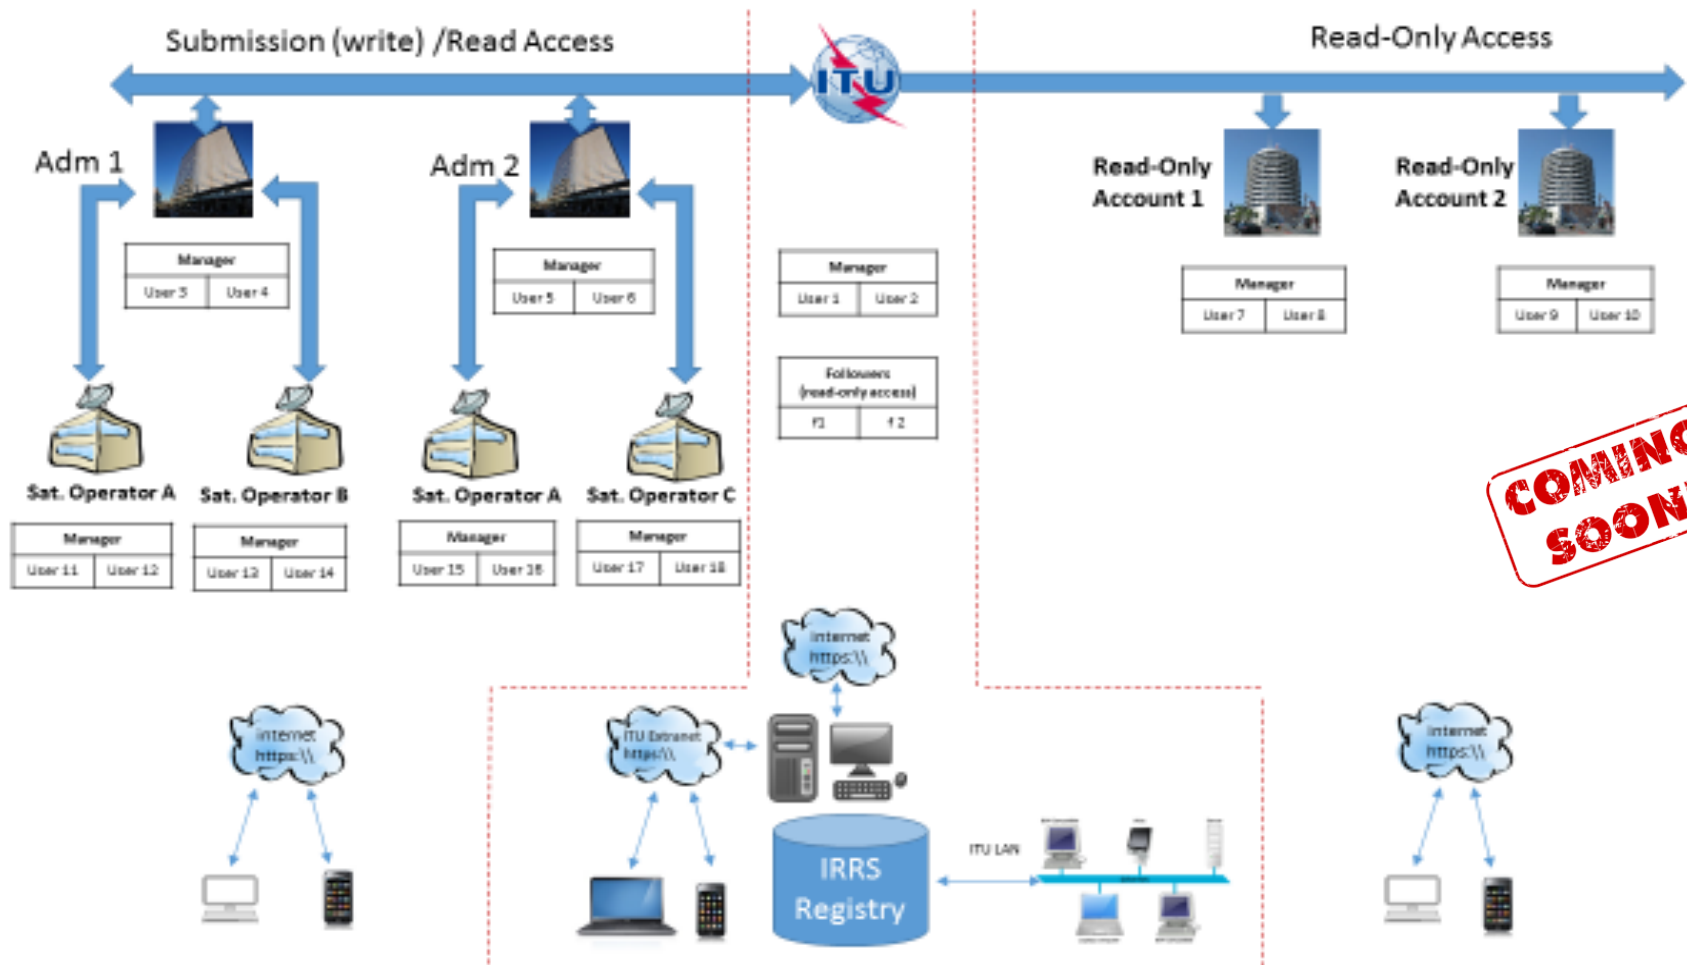 Submission (write) /Read Access
ITU
Read-Only Access
Adm 1
Adm 2
Read-Only
Account 1
Read-Only
Account 2
Manager
User 3
User 4
Manager
User 5
User 6
Manager
User 1
User 2
Manager
User 7
User 8
Manager
User 9
User 10
Followers
(read-only access)
f1
f 2
COMING
SOON
Sat. Operator A
Sat. Operator B
Sat. Operator A
Sat. Operator C
Manager
User 11
User 12
Manager
User 13
User 14
Manager
User 15
User 16
Manager
User 17
User 18
internet
https:\\
internet
https:\\
ITU Extranet
https:\\
internet
https:\\
IRRS
Registry
ITU LAN